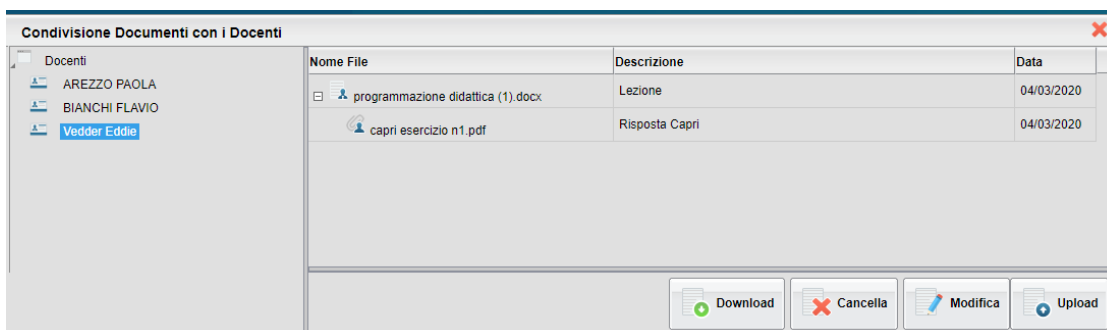 Condivisione Documenti con i Docenti
Docenti
AREZZO PAOLA
BIANCHI FLAVIO
Vedder Eddie
Nome File Descrizione Data
programmazione didattica (1).docx Lezione 04/03/2020
capri esercizio n1.pdf Risposta Capri 04/03/2020
Download Cancella Modifica Upload